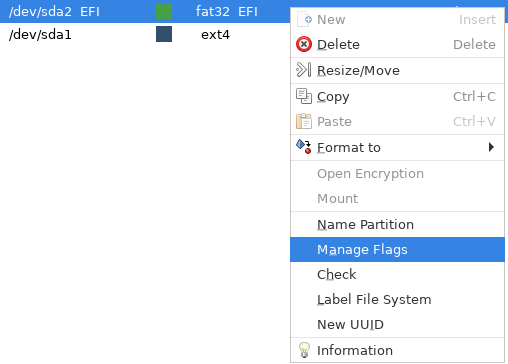 /dev/sda2 EFI fat32 EFI
/dev/sda1 ext4
New Insert
Delete Delete
Resize/Move
Copy Ctrl+C
Paste Ctrl+V
Format to
Open Encryption
Mount
Name Partition
Manage Flags
Check
Label File System
New UUID
Information